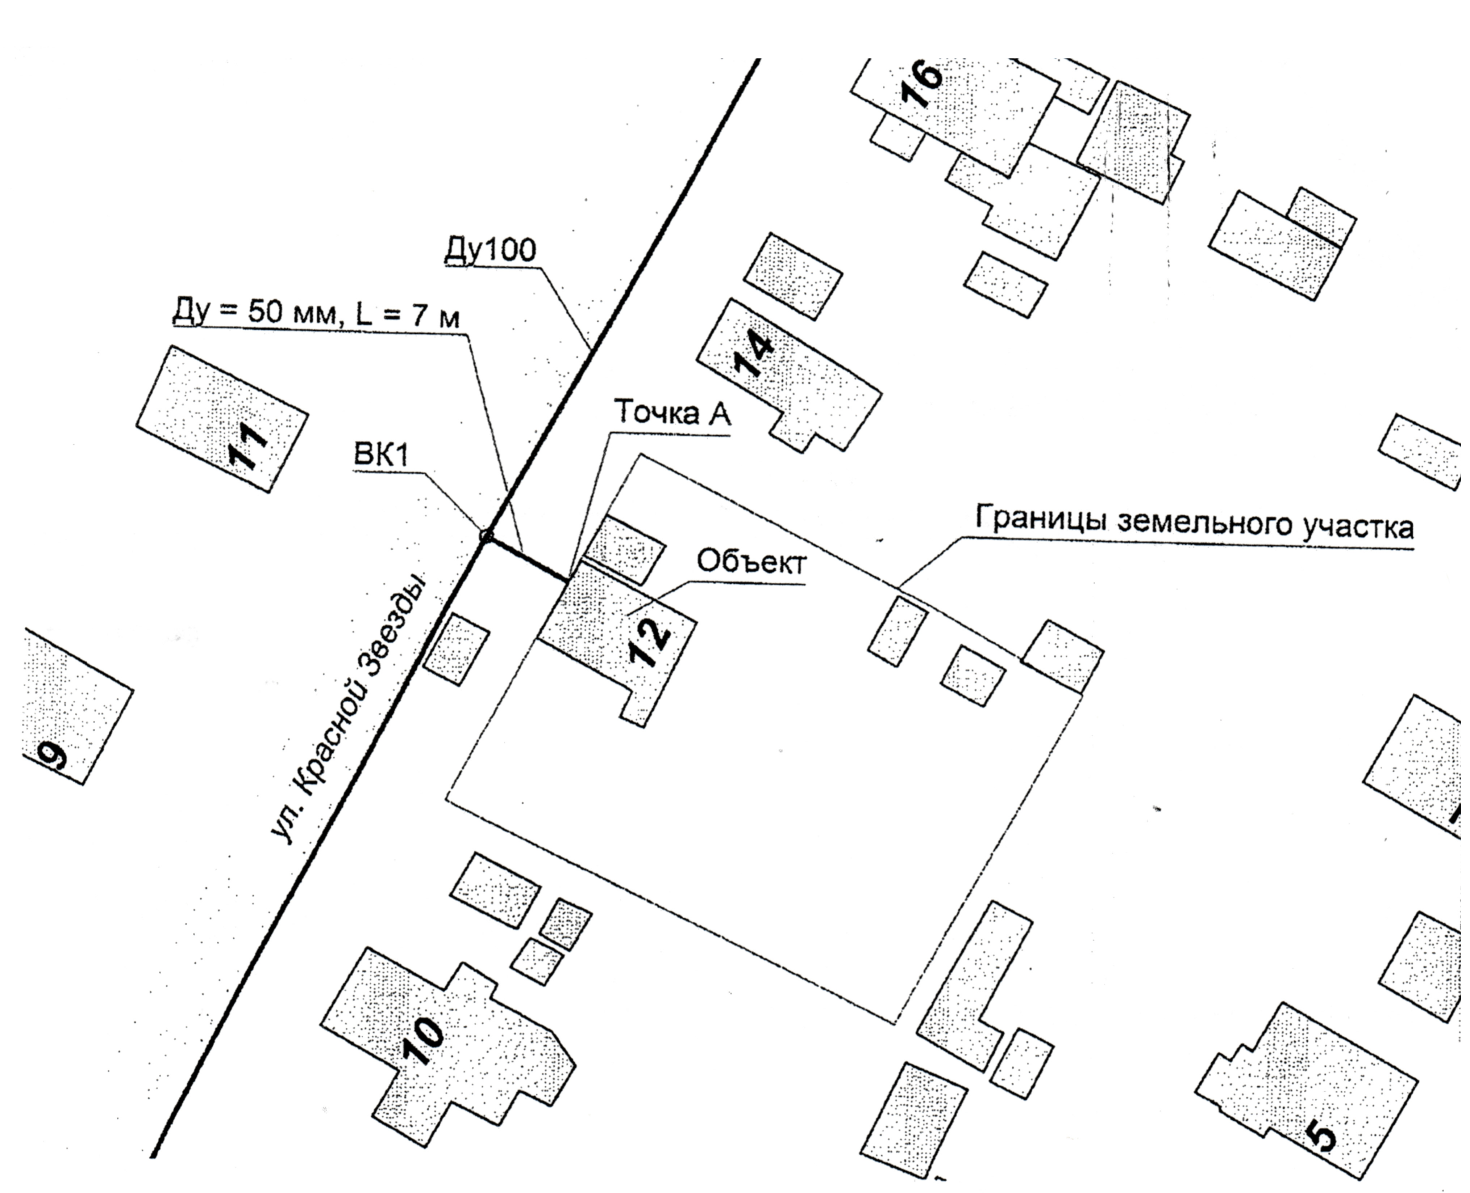 16
Ду100
Ду = 50 мм, L = 7 м
14
Точка А
11
ВК1
Границы земельного участка
Объект
12
ул. Красной Звезды
9
10
5